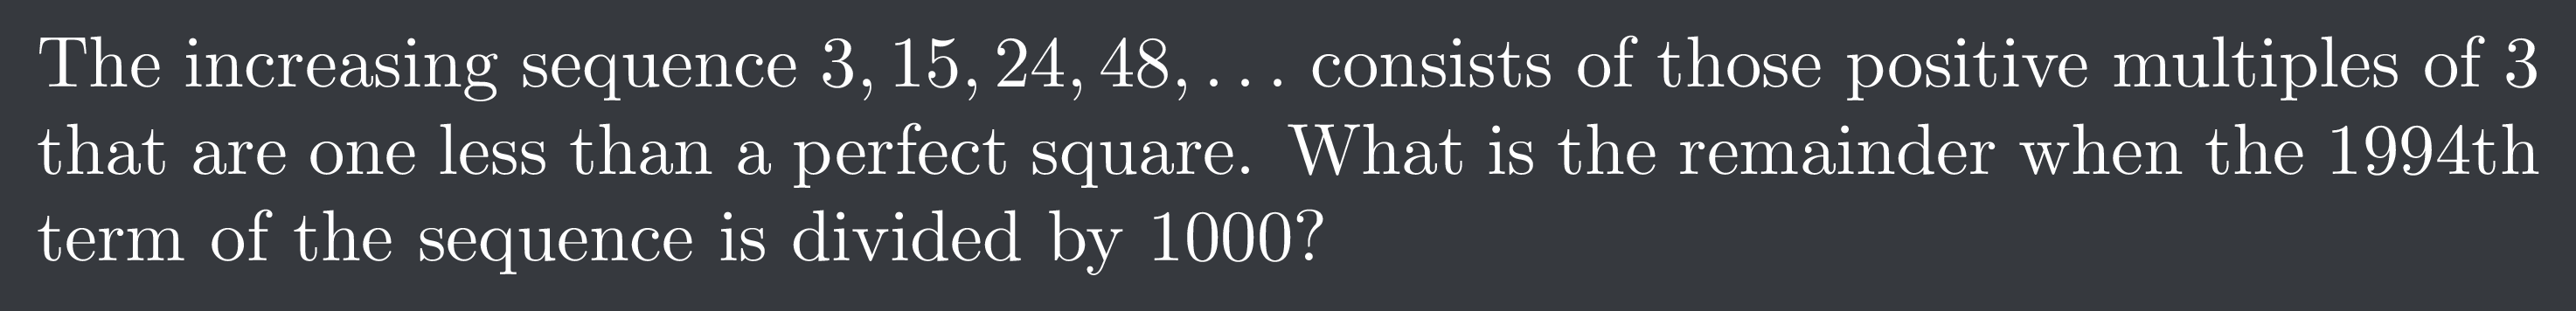 The increasing sequence 3, 15, 24, 48, . . . consists of those positive multiples of 3
that are one less than a perfect square. What is the remainder when the 1994th
term of the sequence is divided by 1000?